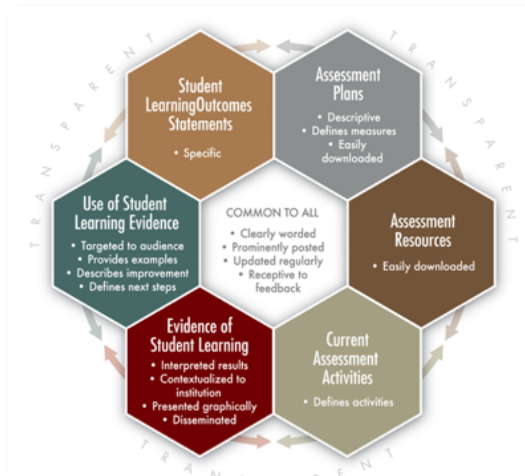 TRANSPARENT
TRANSPARENT
Student
LearningOutcomes
Statements
• Specific
Assessment
Plans
• Descriptive
• Defines measures
• Easily
downloaded
Use of Student
Learning Evidence
• Targeted to audience
• Provides examples
• Describes improvement
• Defines next steps
COMMON TO ALL
• Clearly worded
• Prominently posted
• Updated regularly
• Receptive to
feedback
Assessment
Resources
• Easily downloaded
Evidence of
Student Learning
• Interpreted results
• Contextualized to
institution
• Presented graphically
• Disseminated
Current
Assessment
Activities
• Defines activities
TRANSPARENT